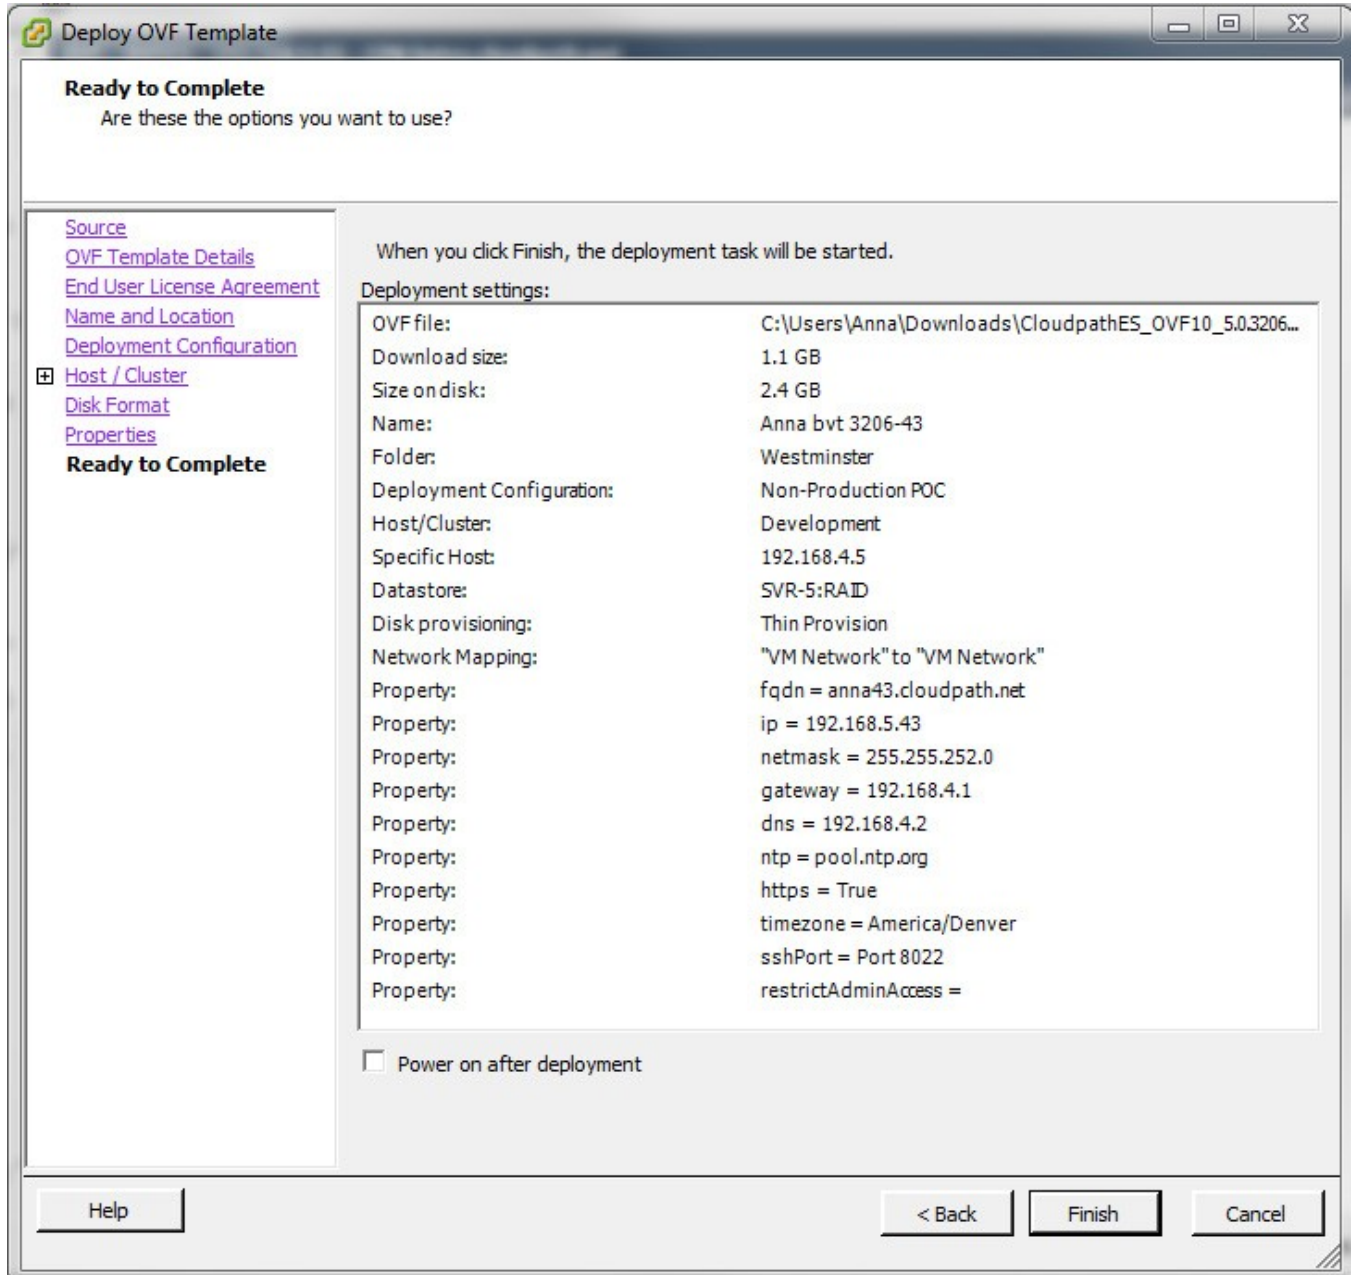 Deploy OVF Template
Ready to Complete
Are these the options you want to use?
Source
OVF Template Details
End User License Agreement
Name and Location
Deployment Configuration
Host / Cluster
Disk Format
Properties
Ready to Complete
When you click Finish, the deployment task will be started.
Deployment settings:
OVF file: C:\Users\Anna\Downloads\CloudpathES_OVF10_5.0.3206...
Download size: 1.1 GB
Size on disk: 2.4 GB
Name: Anna bvt 3206-43
Folder: Westminster
Deployment Configuration: Non-Production POC
Host/Cluster: Development
Specific Host: 192.168.4.5
Datastore: SVR-5:RAID
Disk provisioning: Thin Provision
Network Mapping: "VM Network" to "VM Network"
Property: fqdn = anna43.cloudpath.net
Property: ip = 192.168.5.43
Property: netmask = 255.255.252.0
Property: gateway = 192.168.4.1
Property: dns = 192.168.4.2
Property: ntp = pool.ntp.org
Property: https = True
Property: timezone = America/Denver
Property: sshPort = Port 8022
Property: restrictAdminAccess =
Power on after deployment
Help < Back Finish Cancel